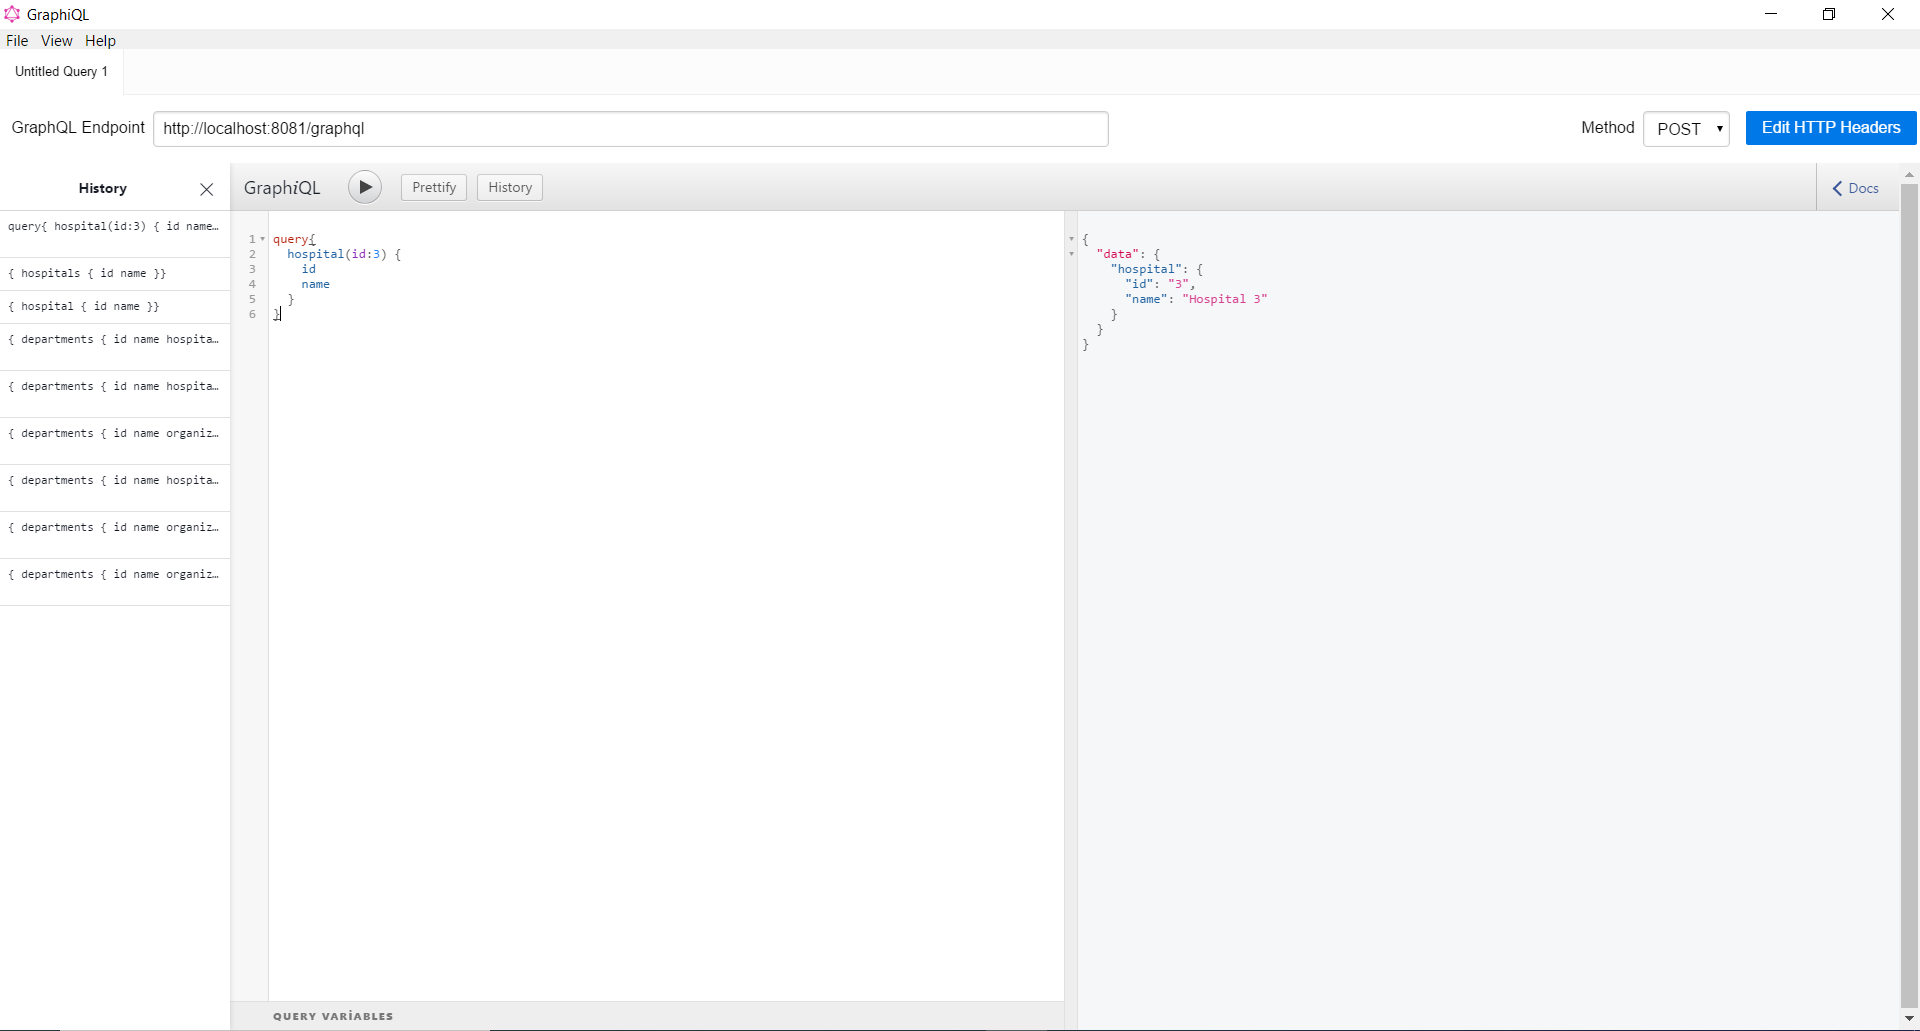 GraphiQL
File View Help
Untitled Query 1
GraphQL Endpoint http://localhost:8081/graphql Method POST Edit HTTP Headers
History
query{ hospital(id:3) { id name…
{ hospitals { id name }}
{ hospital { id name }}
{ departments { id name hospita…
{ departments { id name hospita…
{ departments { id name organiz…
{ departments { id name hospita…
{ departments { id name organiz…
{ departments { id name organiz…
GraphiQL Prettify History Docs
1 query{
2 hospital(id:3) {
3 id
4 name
5 }
6 }
QUERY VARİABLES
{
"data": {
"hospital": {
"id": "3",
"name": "Hospital 3"
}
}
}